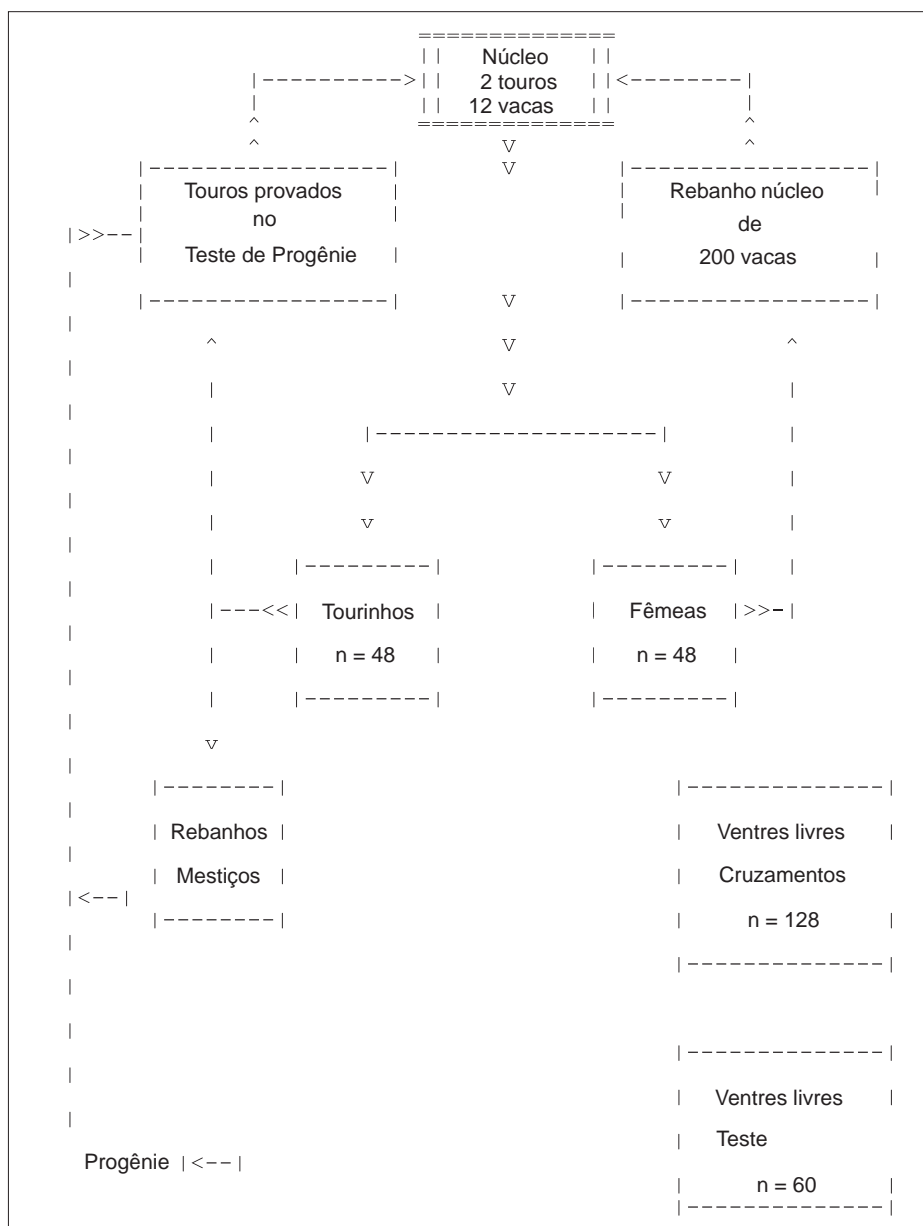 Núcleo
2 touros
12 vacas
Touros provados
no
Teste de Progênie
Rebanho núcleo
de
200 vacas
Tourinhos
n = 48
Fêmeas
n = 48
Rebanhos
Mestiços
Ventres livres
Cruzamentos
n = 128
Ventres livres
Teste
n = 60
Progênie